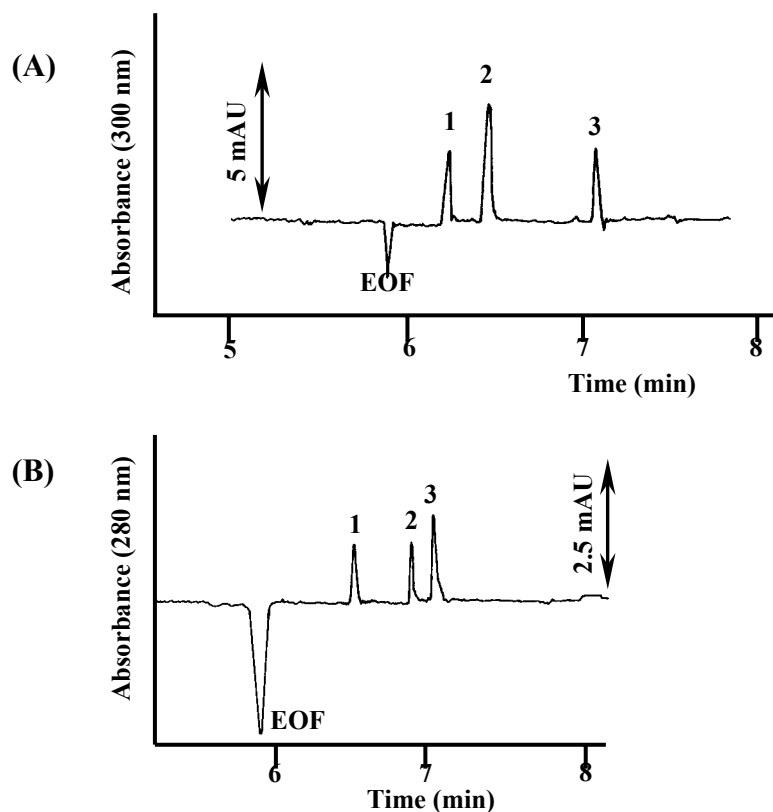 (A)
Absorbance (300 nm)
5 mAU
1
2
3
EOF
5 6 7 8
Time (min)
(B)
Absorbance (280 nm)
2.5 mAU
1
2
3
EOF
6 7 8
Time (min)